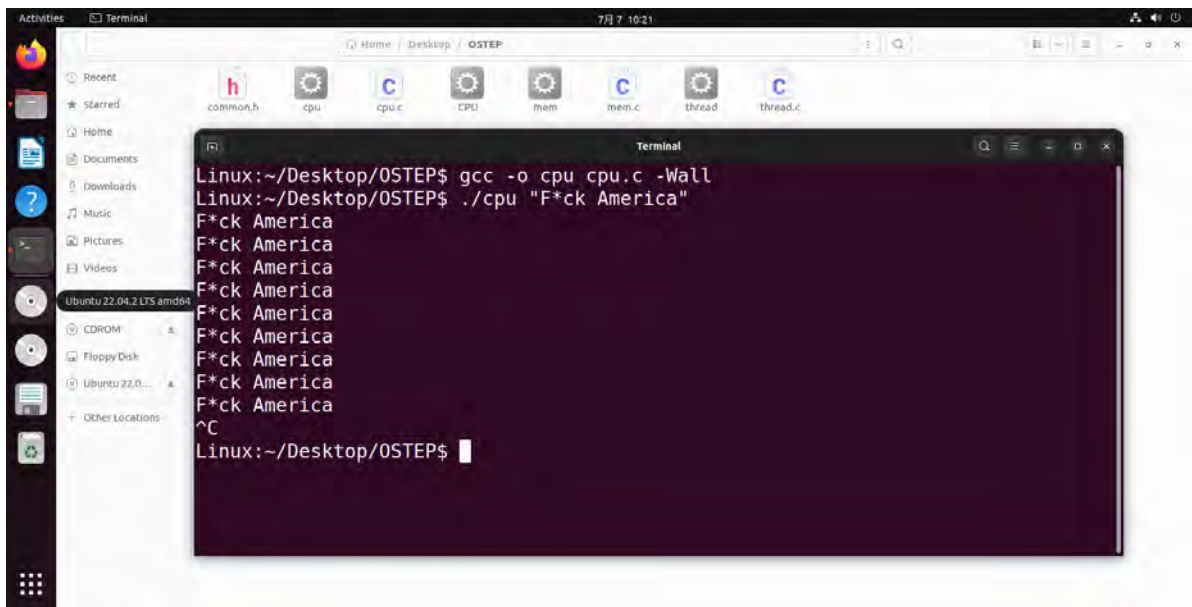 Activities Terminal 7月 7 10:21
Home / Desktop / OSTEP
Recent
Starred
Home
Documents
Downloads
Music
Pictures
Videos
Ubuntu 22.04.2 LTS amd64
CDROM
Floppy Disk
Ubuntu 22.0...
+ Other Locations
h C C C
common.h cpu cpu.c CPU mem mem.c thread thread.c
Terminal
Linux:~/Desktop/OSTEP$ gcc -o cpu cpu.c -Wall
Linux:~/Desktop/OSTEP$ ./cpu "F*ck America"
F*ck America
F*ck America
F*ck America
F*ck America
F*ck America
F*ck America
F*ck America
F*ck America
F*ck America
^C
Linux:~/Desktop/OSTEP$